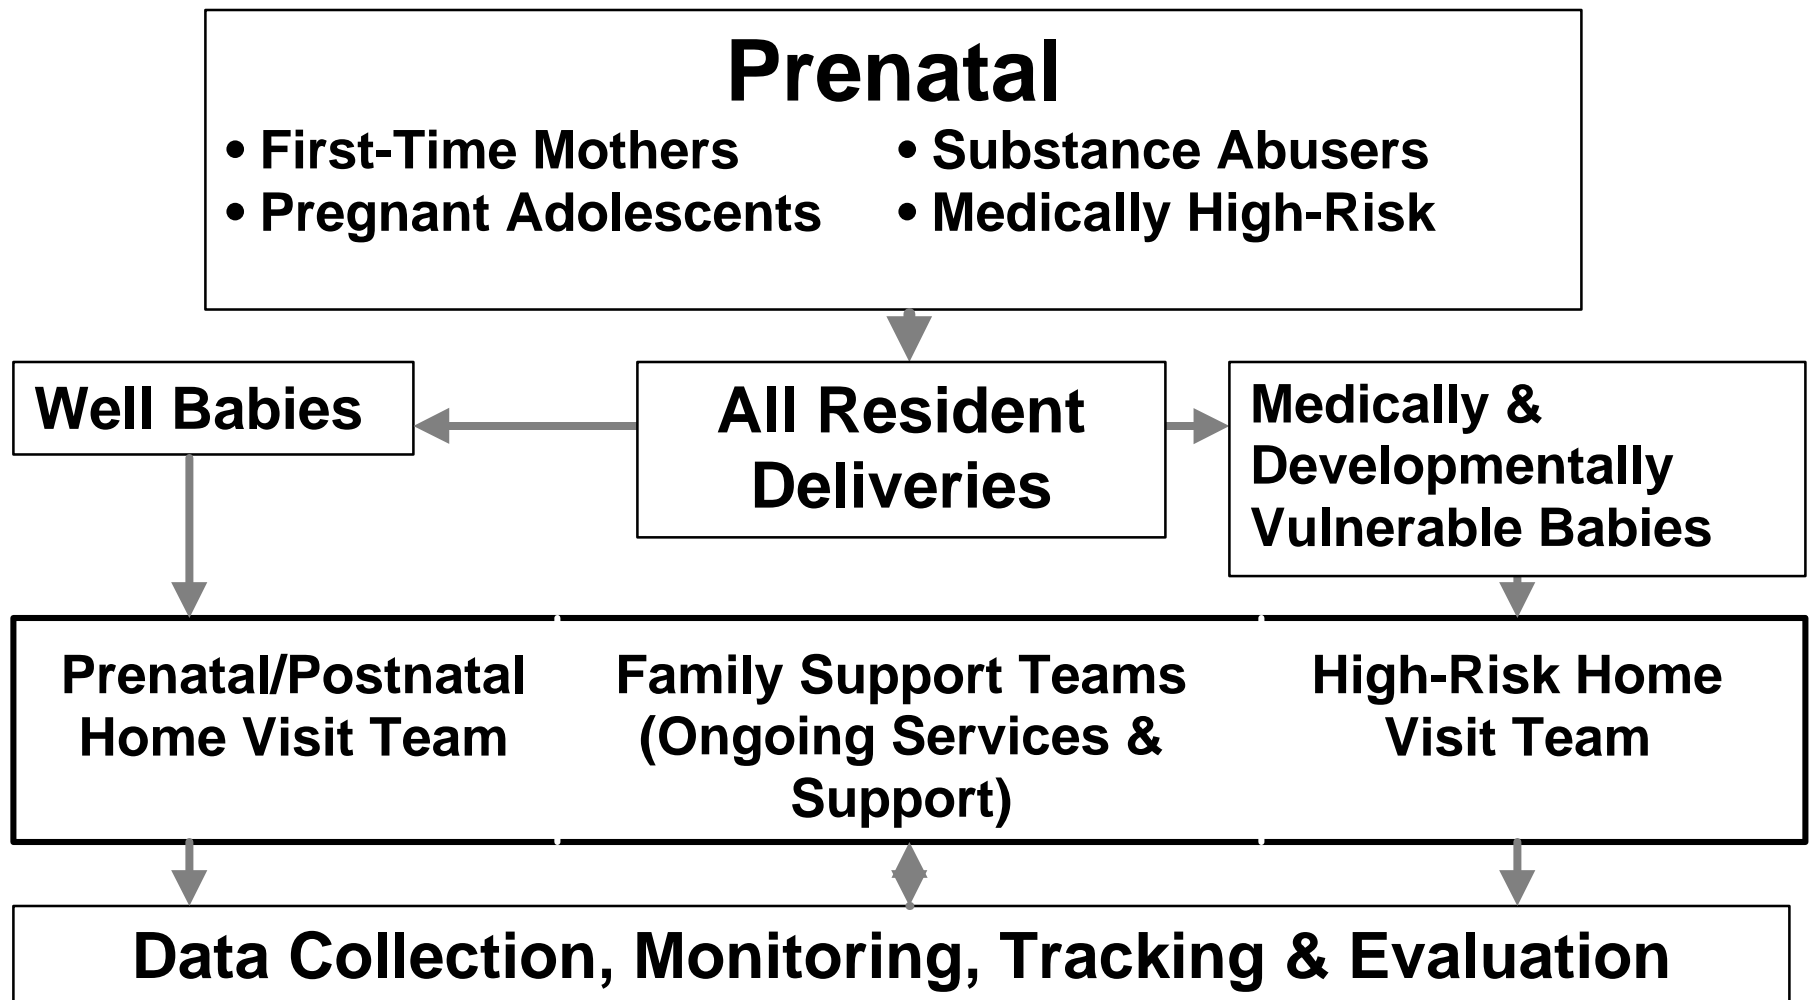 Prenatal
• First-Time Mothers
• Pregnant Adolescents
• Substance Abusers
• Medically High-Risk
Well Babies
All Resident
Deliveries
Medically &
Developmentally
Vulnerable Babies
Prenatal/Postnatal
Home Visit Team
Family Support Teams
(Ongoing Services &
Support)
High-Risk Home
Visit Team
Data Collection, Monitoring, Tracking & Evaluation